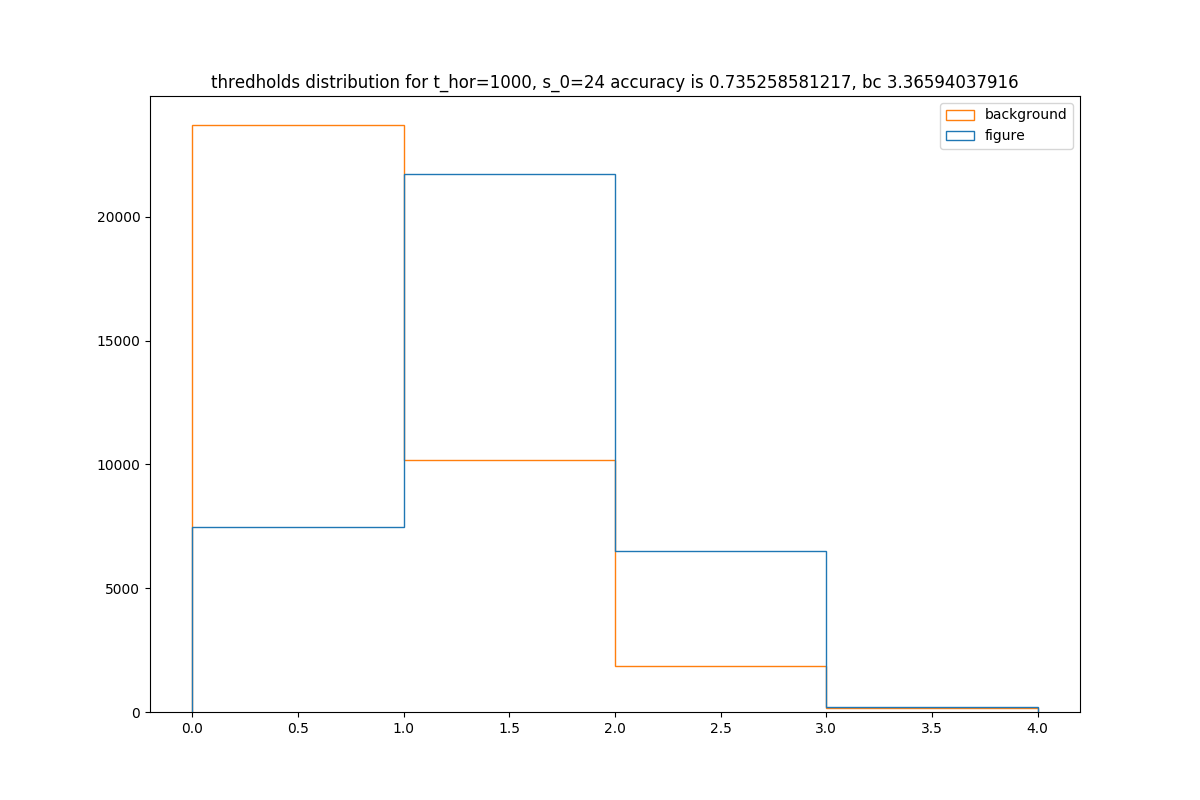 thredholds distribution for t_hor=1000, s_0=24 accuracy is 0.735258581217, bc 3.36594037916
background
figure
20000
15000
10000
5000
0
0.0 0.5 1.0 1.5 2.0 2.5 3.0 3.5 4.0